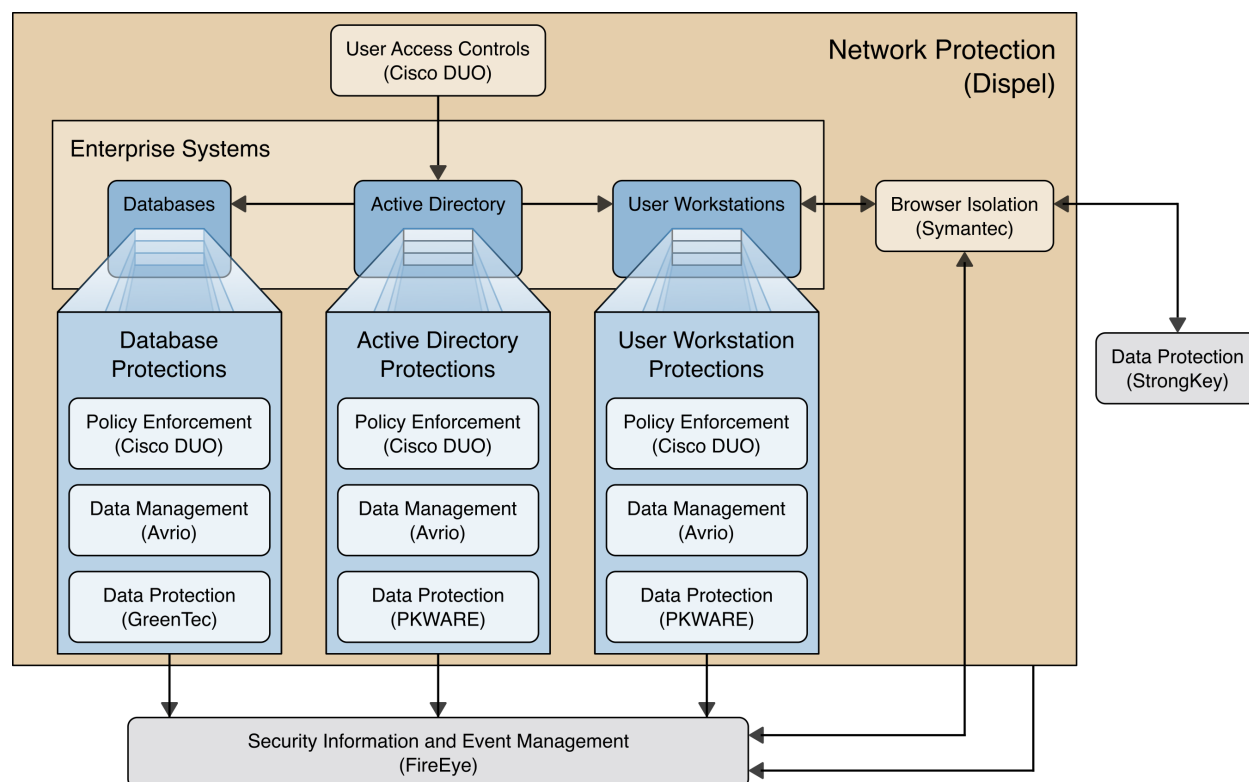 User Access Controls
(Cisco DUO)
Network Protection
(Dispel)
Enterprise Systems
Databases
Active Directory
User Workstations
Browser Isolation
(Symantec)
Data Protection
(StrongKey)
Database
Protections
Policy Enforcement
(Cisco DUO)
Data Management
(Avrio)
Data Protection
(GreenTec)
Active Directory
Protections
Policy Enforcement
(Cisco DUO)
Data Management
(Avrio)
Data Protection
(PKWARE)
User Workstation
Protections
Policy Enforcement
(Cisco DUO)
Data Management
(Avrio)
Data Protection
(PKWARE)
Security Information and Event Management
(FireEye)